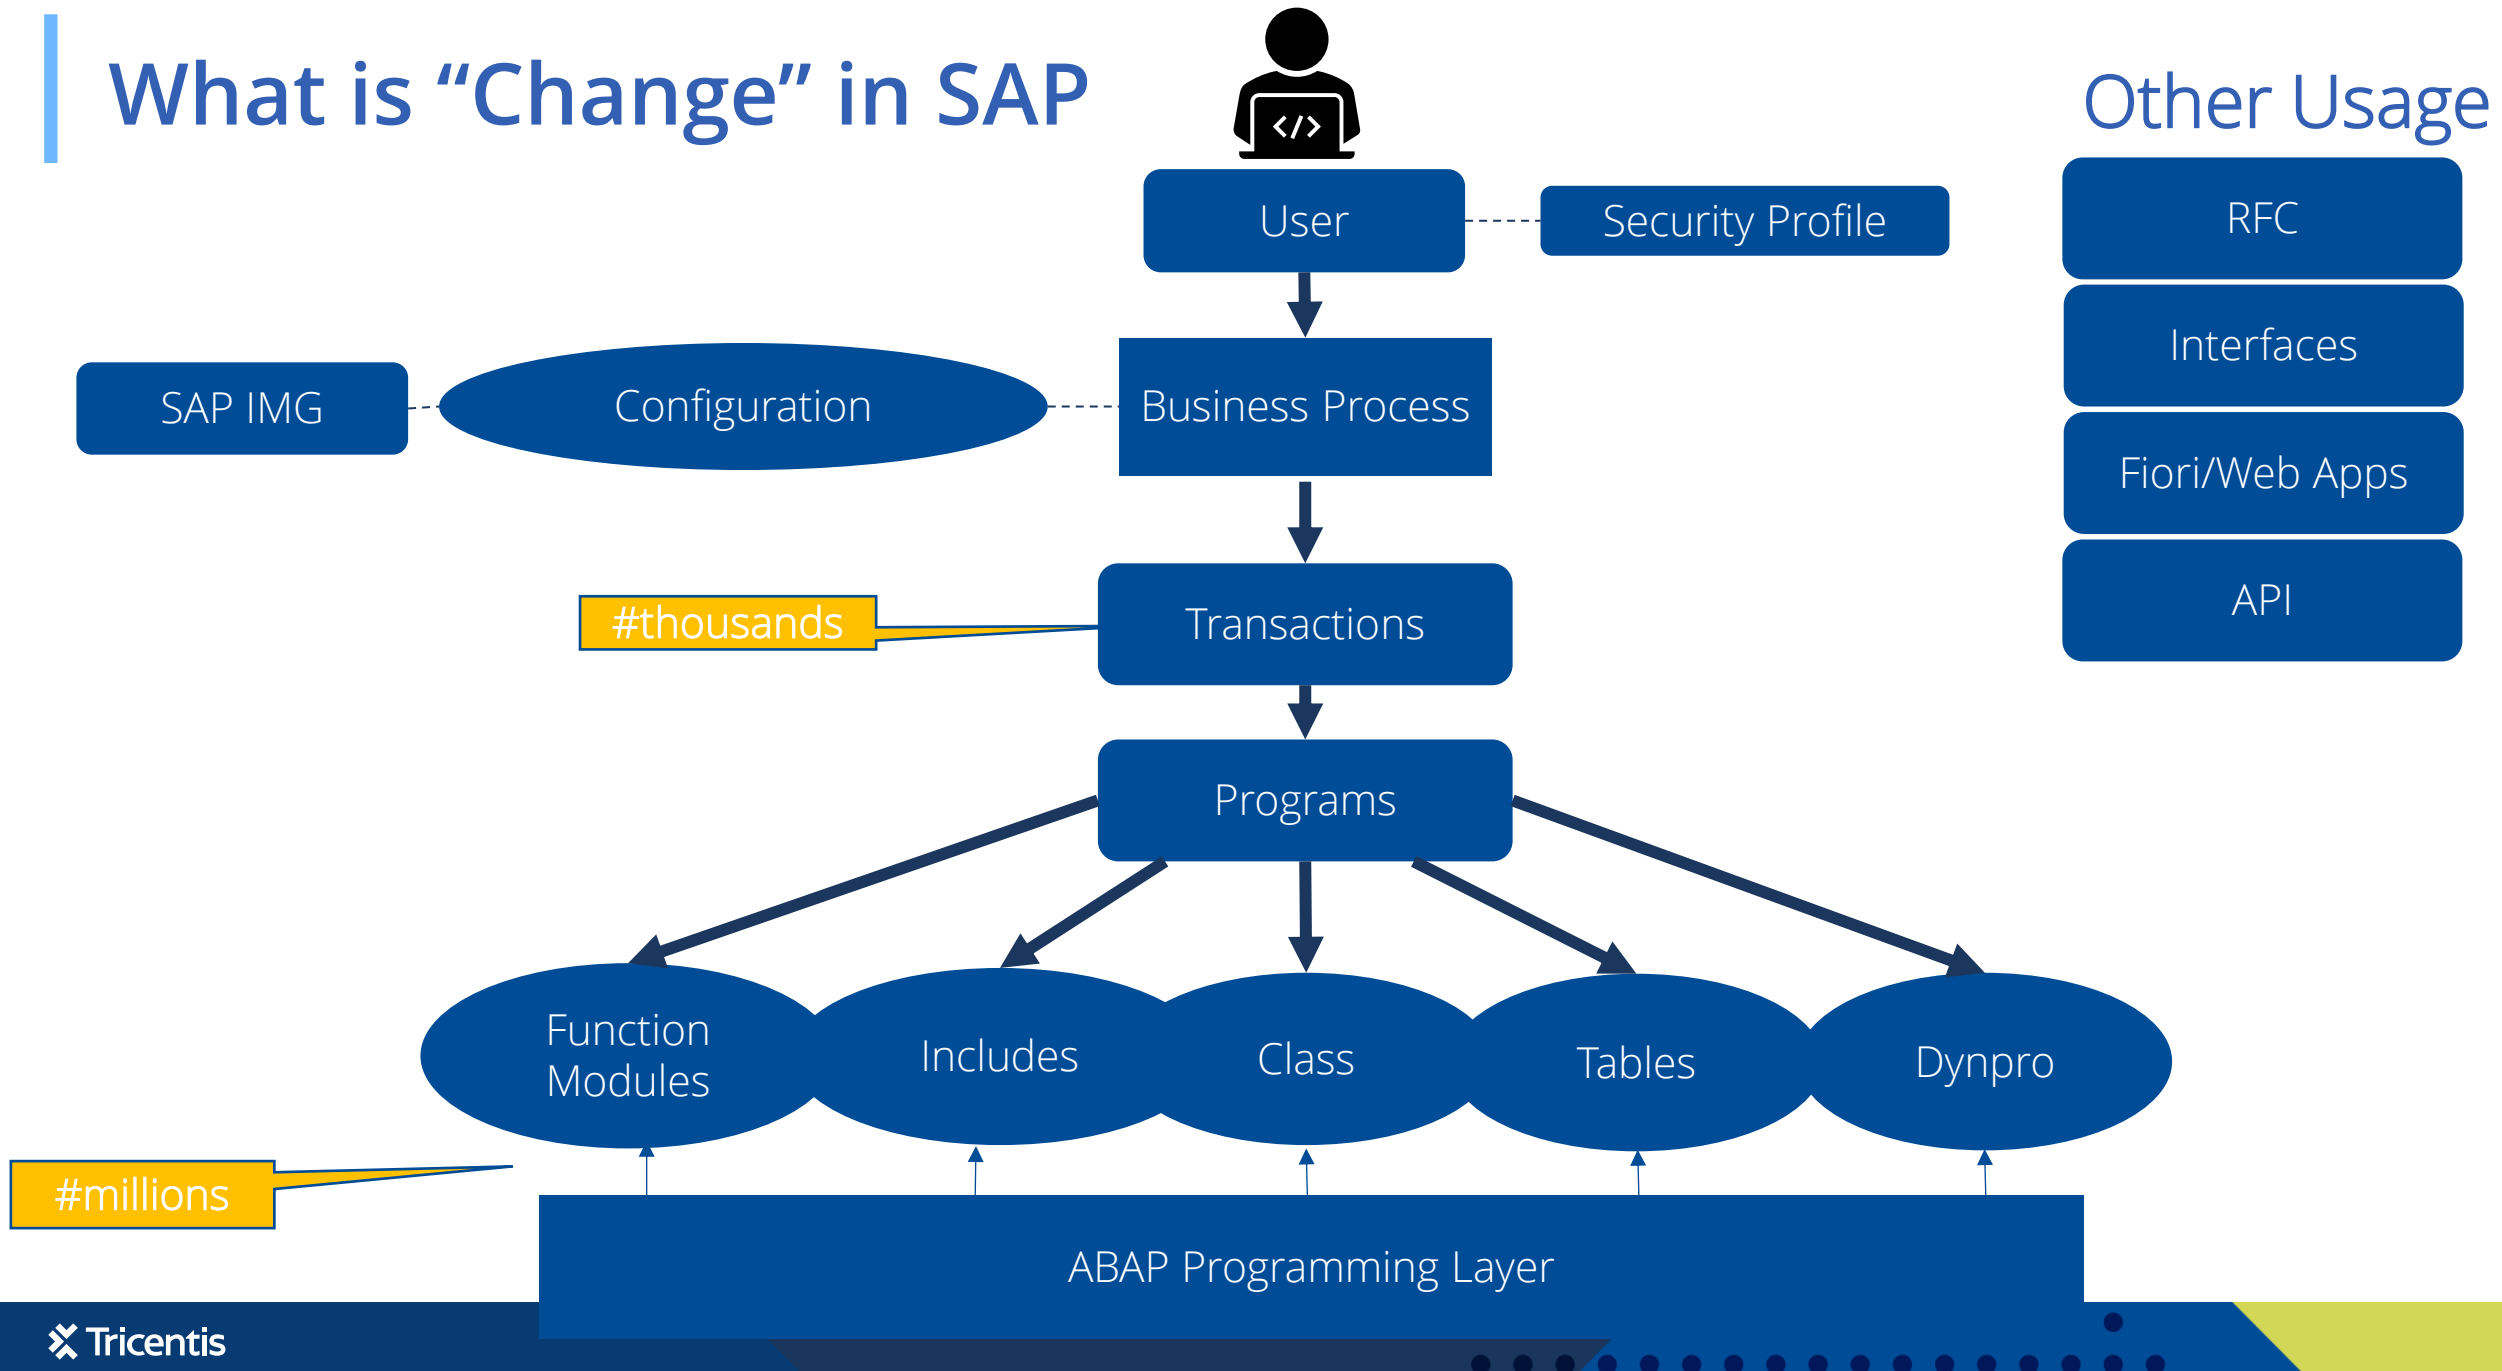 What is “Change” in SAP
Other Usage
User
Security Profile
RFC
Interfaces
SAP IMG
Configuration
Business Process
Fiori/Web Apps
#thousands
Transactions
API
Programs
Function
Modules
Includes
Class
Tables
Dynpro
#millions
ABAP Programming Layer
Tricentis